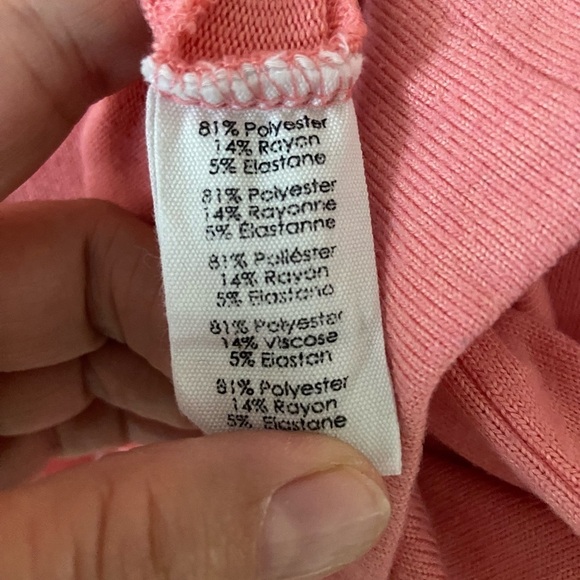 81% Polyester
14% Rayon
5% Elastane
81% Polyester
14% Rayonne
5% Élastanne
81% Poliéster
14% Rayón
5% Elastano
81% Polyester
14% Viscose
5% Elastan
81% Polyester
14% Rayon
5% Elastane